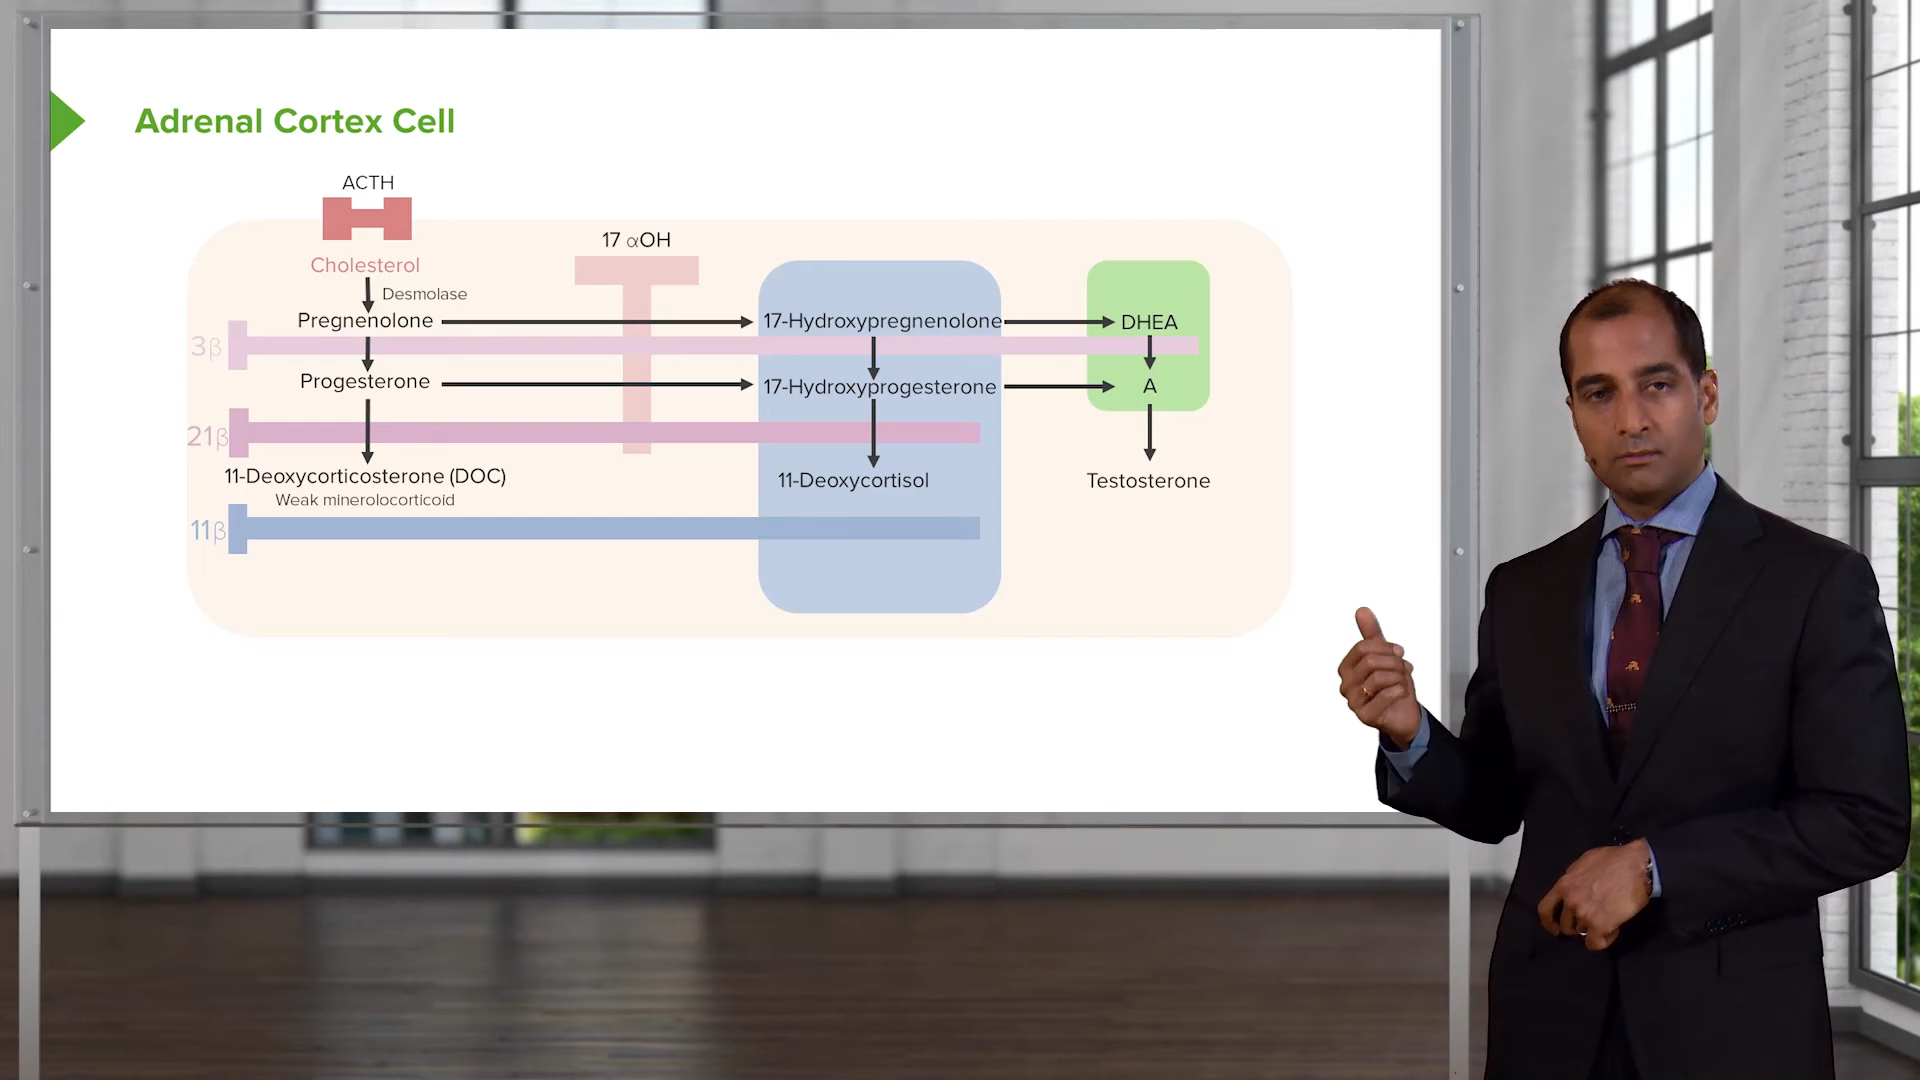 Adrenal Cortex Cell
ACTH
17 αOH
Cholesterol
Desmolase
Pregnenolone
17-Hydroxypregnenolone
DHEA
3β
Progesterone
17-Hydroxyprogesterone
A
21β
11-Deoxycorticosterone (DOC)
11-Deoxycortisol
Testosterone
Weak minerolocorticoid
11β